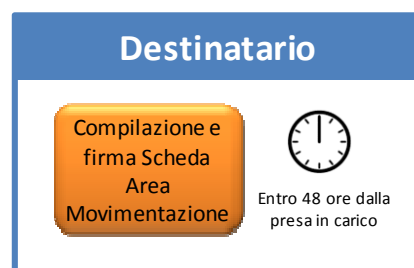 Destinatario
Compilazione e
firma Scheda
Area
Movimentazione
Entro 48 ore dalla
presa in carico